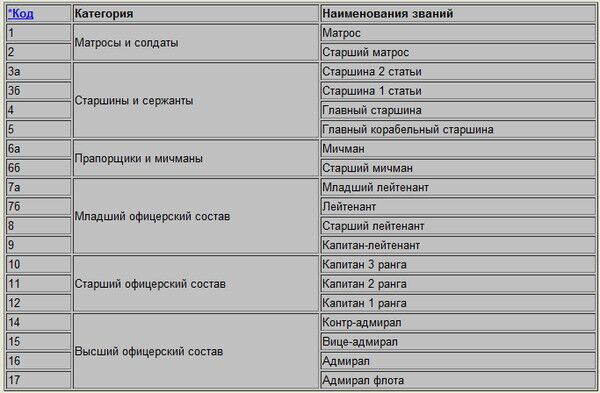 *Код Категория Наименования званий
1 Матросы и солдаты Матрос
2 Старший матрос
3а Старшины и сержанты Старшина 2 статьи
3б Старшина 1 статьи
4 Главный старшина
5 Главный корабельный старшина
6а Прапорщики и мичманы Мичман
6б Старший мичман
7а Младший офицерский состав Младший лейтенант
7б Лейтенант
8 Старший лейтенант
9 Капитан-лейтенант
10 Старший офицерский состав Капитан 3 ранга
11 Капитан 2 ранга
12 Капитан 1 ранга
14 Высший офицерский состав Контр-адмирал
15 Вице-адмирал
16 Адмирал
17 Адмирал флота